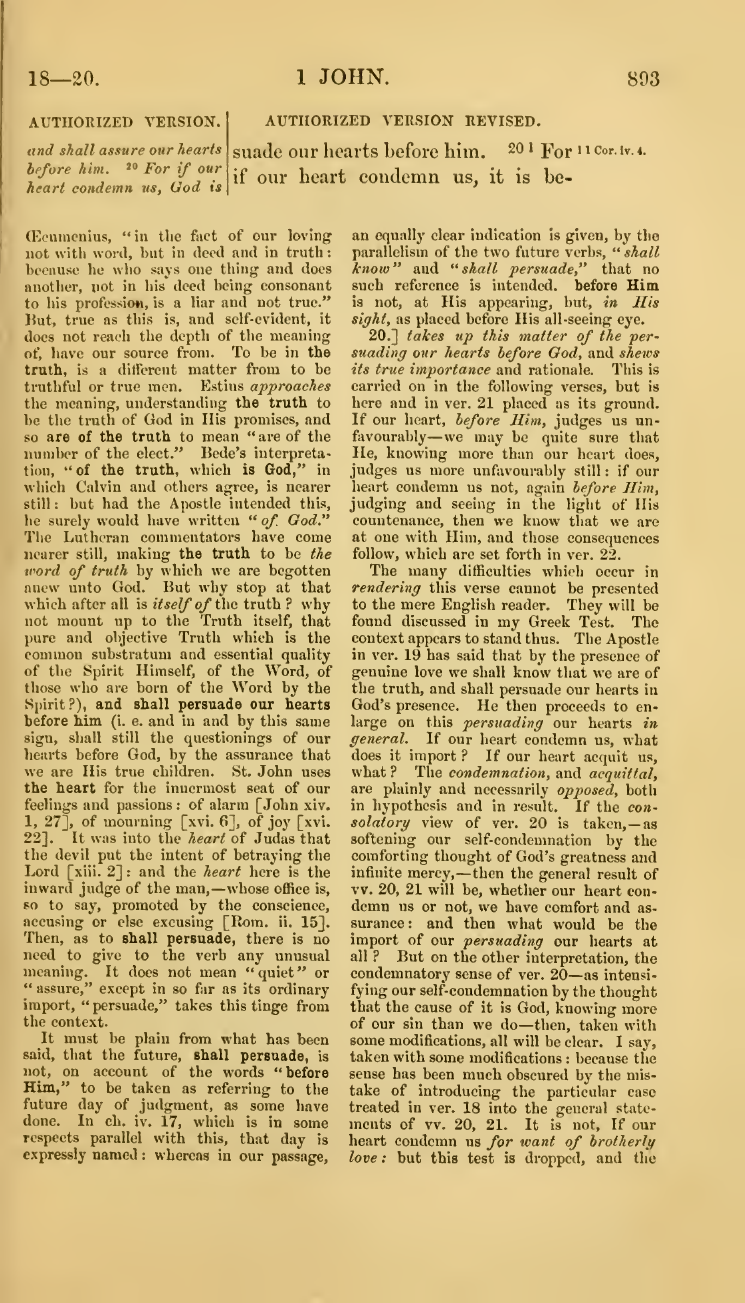 18—20.
1 JOHN.
893
AUTHORIZED VERSION.
and shall assure our hearts
before him. 20 For if our
heart condemn us, God is
AUTHORIZED VERSION REVISED.
suade our hearts before him. 20 1 For
if our heart condemn us, it is be-
1 1 Cor. iv. 4.
Œcumenius, “in the fact of our loving
not with word, but in deed and in truth:
because he who says one thing and does
another, not in his deed being consonant
to his profession, is a liar and not true.”
But, true as this is, and self-evident, it
does not reach the depth of the meaning
of, have our source from. To be in the
truth, is a different matter from to be
truthful or true men. Estius approaches
the meaning, understanding the truth to
be the truth of God in His promises, and
so are of the truth to mean “are of the
number of the elect.” Bede's interpreta-
tion, “of the truth, which is God,” in
which Calvin and others agree, is nearer
still: but had the Apostle intended this,
he surely would have written “of God.”
The Lutheran commentators have come
nearer still, making the truth to be the
word of truth by which we are begotten
anew unto God. But why stop at that
which after all is itself of the truth? why
not mount up to the Truth itself, that
pure and objective Truth which is the
common substratum and essential quality
of the Spirit Himself, of the Word, of
those who are born of the Word by the
Spirit?), and shall persuade our hearts
before him (i. e. and in and by this same
sign, shall still the questionings of our
hearts before God, by the assurance that
we are His true children. St. John uses
the heart for the innermost seat of our
feelings and passions: of alarm [John xiv.
1, 27], of mourning [xvi. 6], of joy [xvi.
22]. It was into the heart of Judas that
the devil put the intent of betraying the
Lord [xiii. 2]: and the heart here is the
inward judge of the man,—whose office is,
so to say, promoted by the conscience,
accusing or else excusing [Rom. ii. 15].
Then, as to shall persuade, there is no
need to give to the verb any unusual
meaning. It does not mean “quiet” or
“assure,” except in so far as its ordinary
import, “persuade,” takes this tinge from
the context.
It must be plain from what has been
said, that the future, shall persuade, is
not, on account of the words “before
Him,” to be taken as referring to the
future day of judgment, as some have
done. In ch. iv. 17, which is in some
respects parallel with this, that day is
expressly named: whereas in our passage,
an equally clear indication is given, by the
parallelism of the two future verbs, “shall
know” and “shall persuade,” that no
such reference is intended. before Him
is not, at His appearing, but, in His
sight, as placed before His all-seeing eye.
20.] takes up this matter of the per-
suading our hearts before God, and shews
its true importance and rationale. This is
carried on in the following verses, but is
here and in ver. 21 placed as its ground.
If our heart, before Him, judges us un-
favourably—we may be quite sure that
He, knowing more than our heart does,
judges us more unfavourably still: if our
heart condemn us not, again before Him,
judging and seeing in the light of His
countenance, then we know that we are
at one with Him, and those consequences
follow, which are set forth in ver. 22.
The many difficulties which occur in
rendering this verse cannot be presented
to the mere English reader. They will be
found discussed in my Greek Test. The
context appears to stand thus. The Apostle
in ver. 19 has said that by the presence of
genuine love we shall know that we are of
the truth, and shall persuade our hearts in
God's presence. He then proceeds to en-
large on this persuading our hearts in
general. If our heart condemn us, what
does it import? If our heart acquit us,
what? The condemnation, and acquittal,
are plainly and necessarily opposed, both
in hypothesis and in result. If the con-
solatory view of ver. 20 is taken,—as
softening our self-condemnation by the
comforting thought of God's greatness and
infinite mercy,—then the general result of
vv. 20, 21 will be, whether our heart con-
demn us or not, we have comfort and as-
surance: and then what would be the
import of our persuading our hearts at
all? But on the other interpretation, the
condemnatory sense of ver. 20—as intensi-
fying our self-condemnation by the thought
that the cause of it is God, knowing more
of our sin than we do—then, taken with
some modifications, all will be clear. I say,
taken with some modifications: because the
sense has been much obscured by the mis-
take of introducing the particular case
treated in ver. 18 into the general state-
ments of vv. 20, 21. It is not, If our
heart condemn us for want of brotherly
love: but this test is dropped, and the